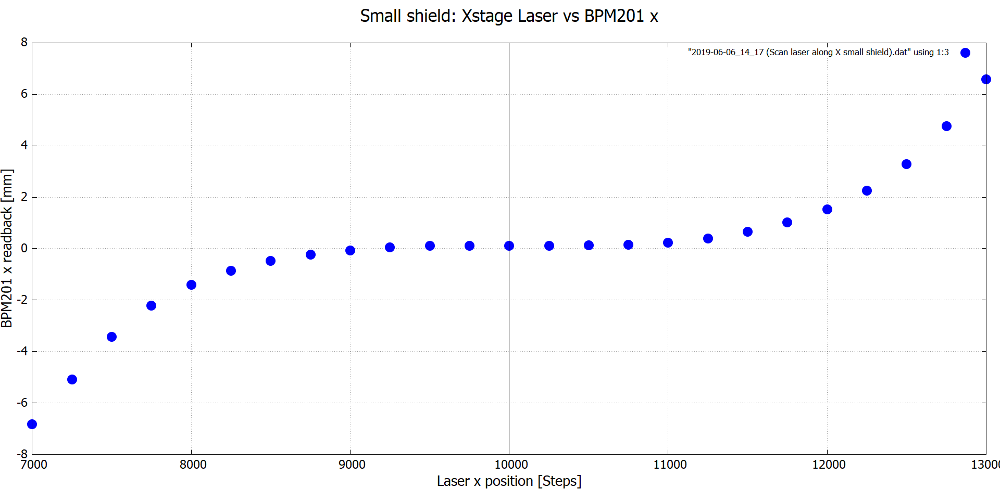 Small shield: Xstage Laser vs BPM201 x
"2019-06-06_14_17 (Scan laser along X small shield).dat" using 1:3
BPM201 x readback [mm]
8
6
4
2
0
-2
-4
-6
-8
7000 8000 9000 10000 11000 12000 13000
Laser x position [Steps]